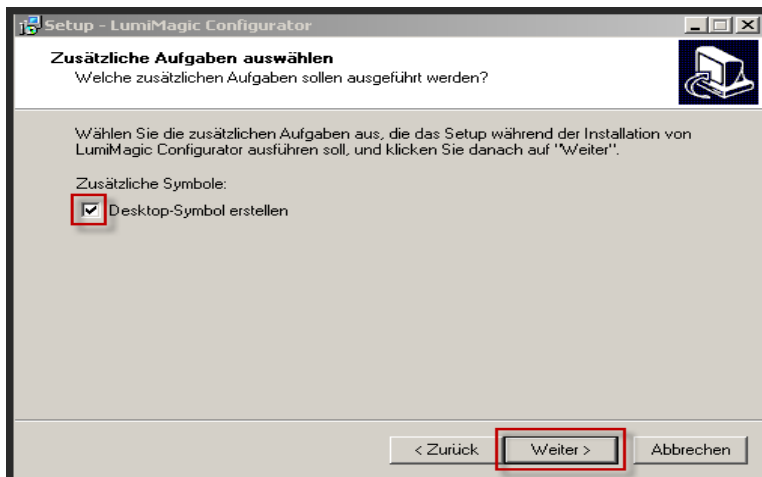 Setup - LumiMagic Configurator
Zusätzliche Aufgaben auswählen
Welche zusätzlichen Aufgaben sollen ausgeführt werden?
Wählen Sie die zusätzlichen Aufgaben aus, die das Setup während der Installation von
LumiMagic Configurator ausführen soll, und klicken Sie danach auf "Weiter".
Zusätzliche Symbole:
Desktop-Symbol erstellen
< Zurück
Weiter >
Abbrechen